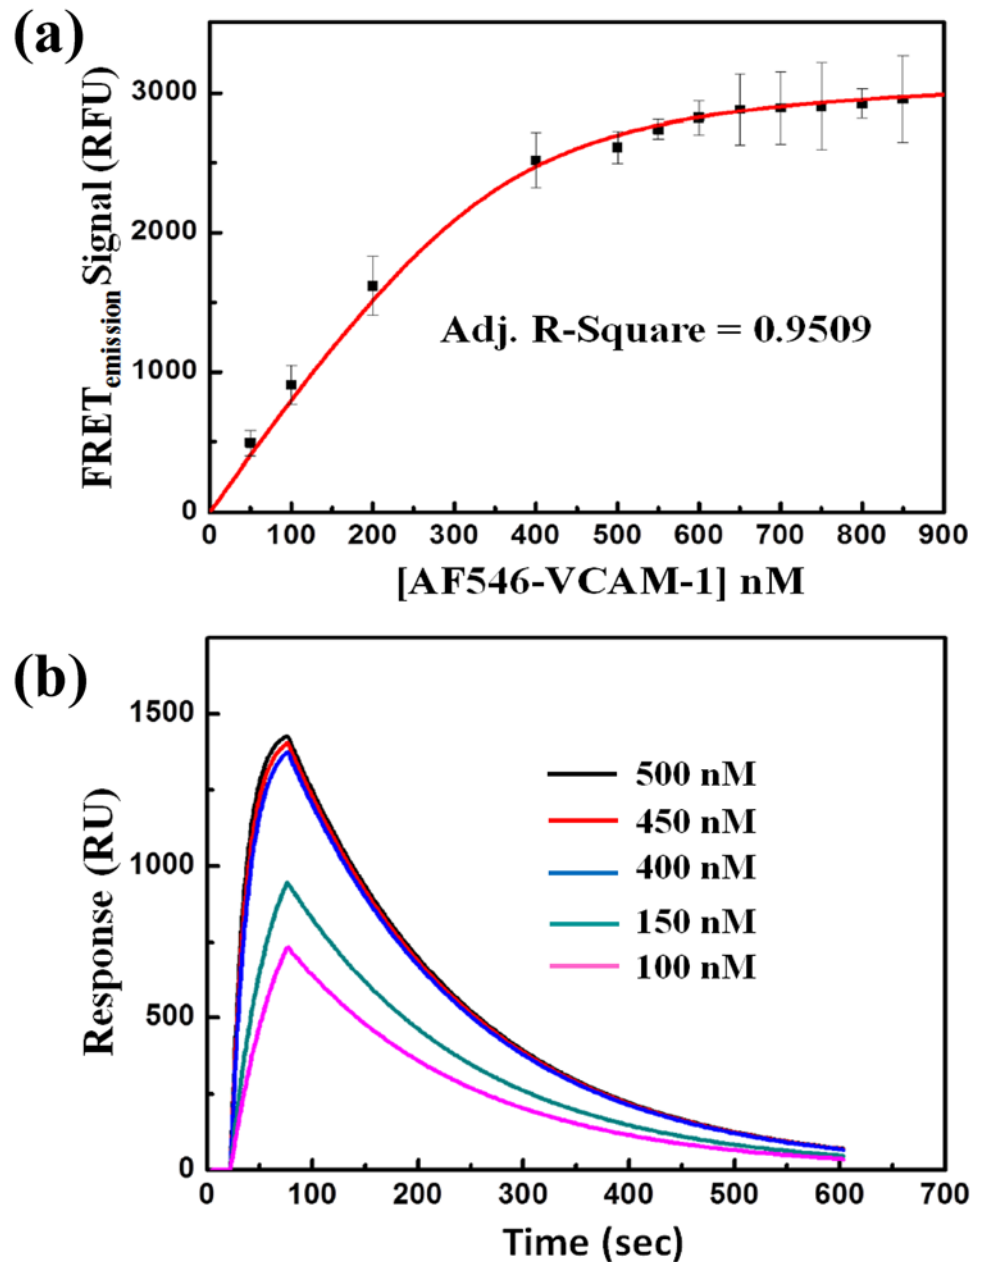 (a)
FRETemission Signal (RFU)
3000
2000
1000
0
Adj. R-Square = 0.9509
0 100 200 300 400 500 600 700 800 900
[AF546-VCAM-1] nM
(b)
Response (RU)
1500
1000
500
0
500 nM
450 nM
400 nM
150 nM
100 nM
0 100 200 300 400 500 600 700
Time (sec)